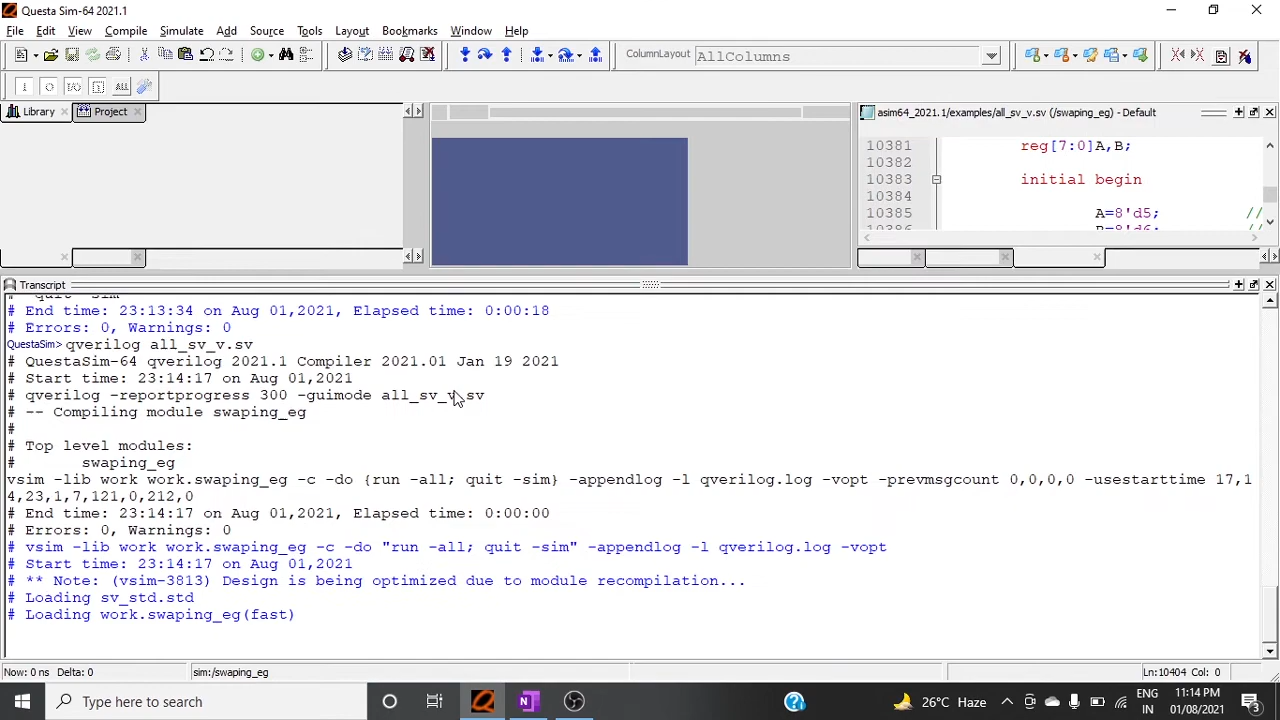 Questa Sim-64 2021.1
File Edit View Compile Simulate Add Source Tools Layout Bookmarks Window Help
ColumnLayout AllColumns
Library
Project
asim64_2021.1/examples/all_sv_v.sv (/swaping_eg) - Default
10381 reg[7:0]A,B;
10382
10383 initial begin
10384
10385 A=8'd5; //
10386 B=8'd6; //
Transcript
# quit -sim
# End time: 23:13:34 on Aug 01,2021, Elapsed time: 0:00:18
# Errors: 0, Warnings: 0
QuestaSim> qverilog all_sv_v.sv
# QuestaSim-64 qverilog 2021.1 Compiler 2021.01 Jan 19 2021
# Start time: 23:14:17 on Aug 01,2021
# qverilog -reportprogress 300 -guimode all_sv_v.sv
# -- Compiling module swaping_eg
#
# Top level modules:
# swaping_eg
vsim -lib work work.swaping_eg -c -do {run -all; quit -sim} -appendlog -l qverilog.log -vopt -prevmsgcount 0,0,0,0 -usestarttime 17,1
4,23,1,7,121,0,212,0
# End time: 23:14:17 on Aug 01,2021, Elapsed time: 0:00:00
# Errors: 0, Warnings: 0
# vsim -lib work work.swaping_eg -c -do "run -all; quit -sim" -appendlog -l qverilog.log -vopt
# Start time: 23:14:17 on Aug 01,2021
# ** Note: (vsim-3813) Design is being optimized due to module recompilation...
# Loading sv_std.std
# Loading work.swaping_eg(fast)
Now: 0 ns Delta: 0
sim:/swaping_eg
Ln:10404 Col: 0
Type here to search
26°C Haze
ENG
IN
11:14 PM
01/08/2021
3